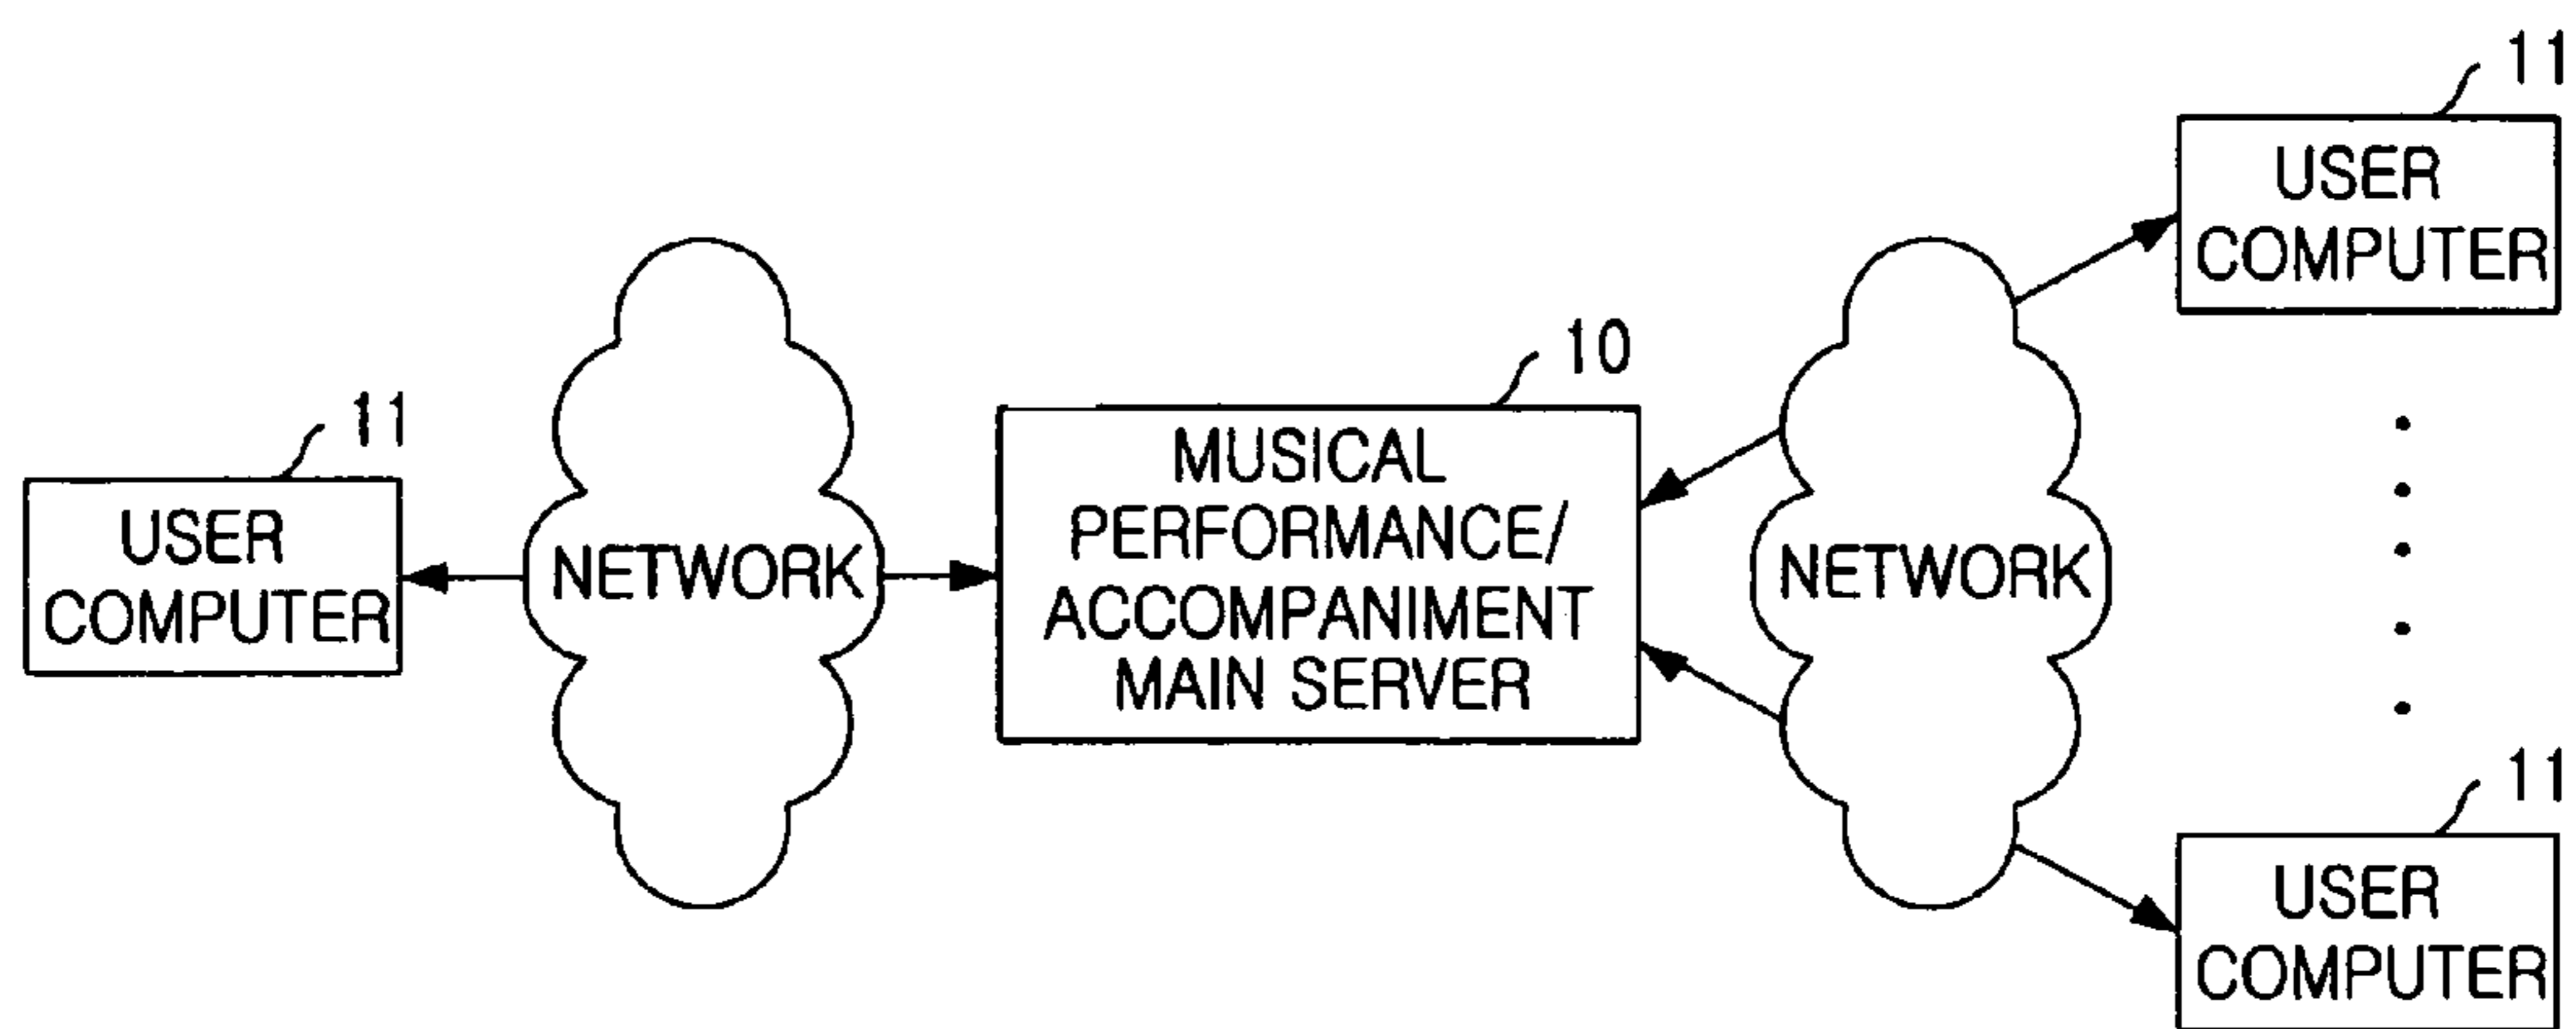 11
USER
COMPUTER
10
11
USER
COMPUTER
NETWORK
MUSICAL
PERFORMANCE/
ACCOMPANIMENT
MAIN SERVER
NETWORK
11
USER
COMPUTER